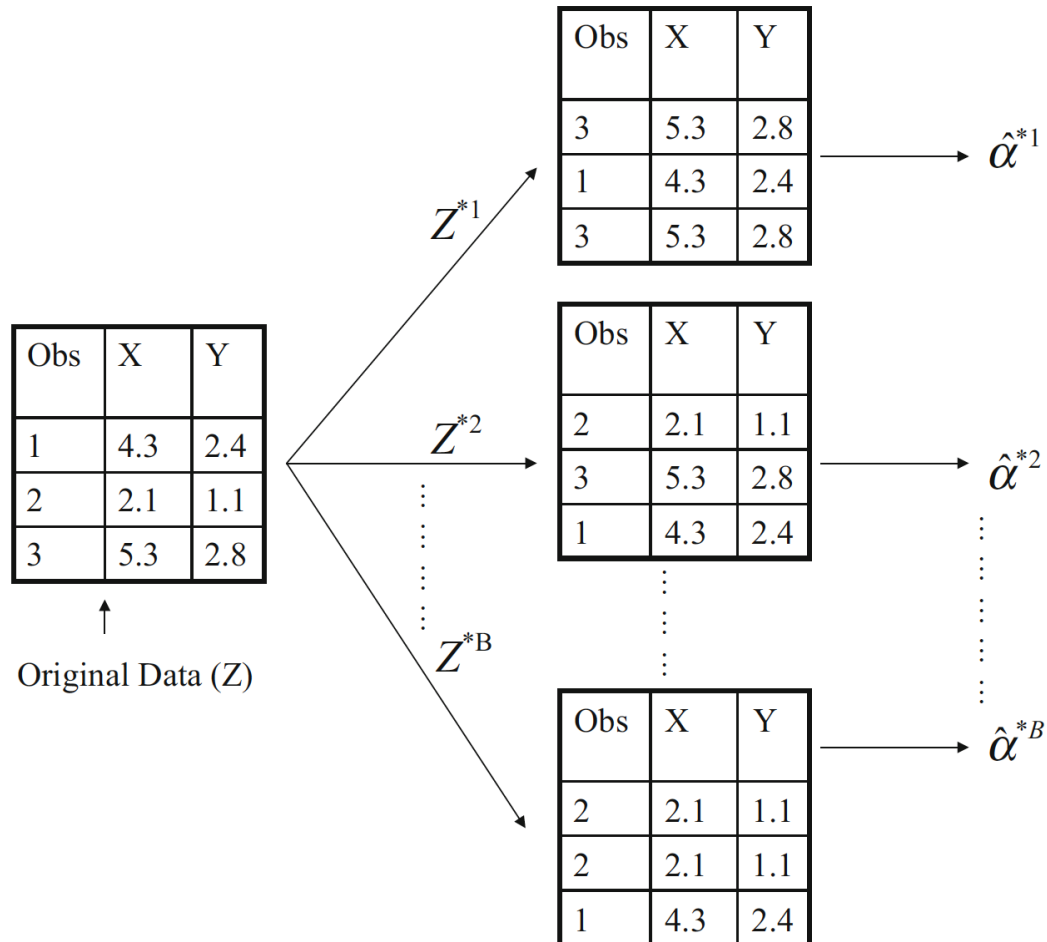 Obs X Y
1 4.3 2.4
2 2.1 1.1
3 5.3 2.8
Original Data (Z)
Z*1
Z*2
Z*B
Obs X Y
3 5.3 2.8
1 4.3 2.4
3 5.3 2.8
α̂*1
Obs X Y
2 2.1 1.1
3 5.3 2.8
1 4.3 2.4
α̂*2
Obs X Y
2 2.1 1.1
2 2.1 1.1
1 4.3 2.4
α̂*B